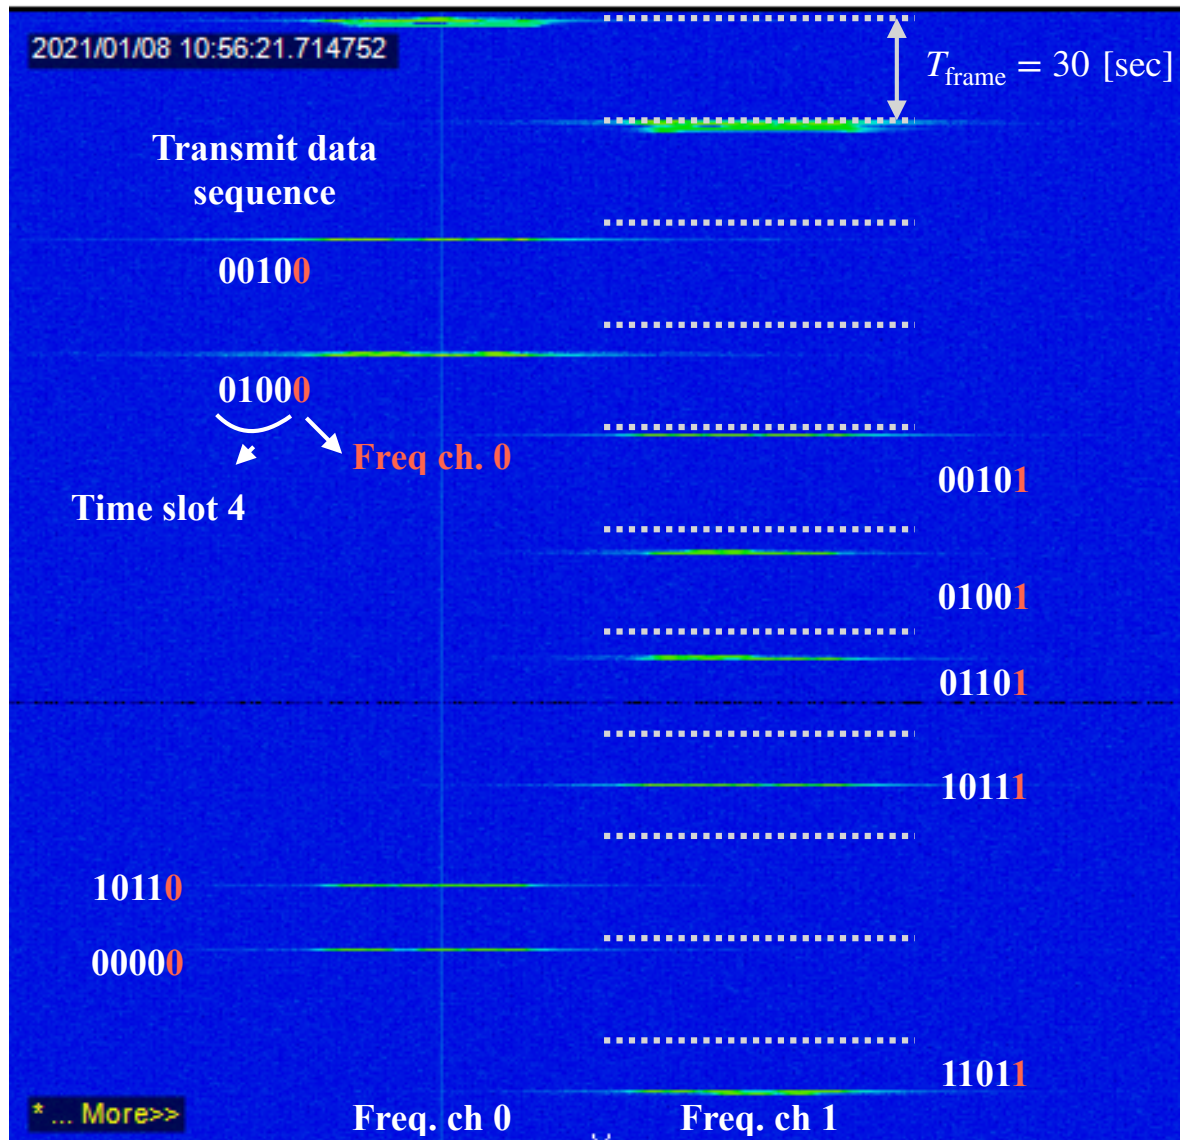 2021/01/08 10:56:21.714752
T_frame = 30 [sec]
Transmit data
sequence
00100
01000
Freq ch. 0
Time slot 4
00101
01001
01101
10111
10110
00000
11011
* ... More>>
Freq. ch 0
Freq. ch 1